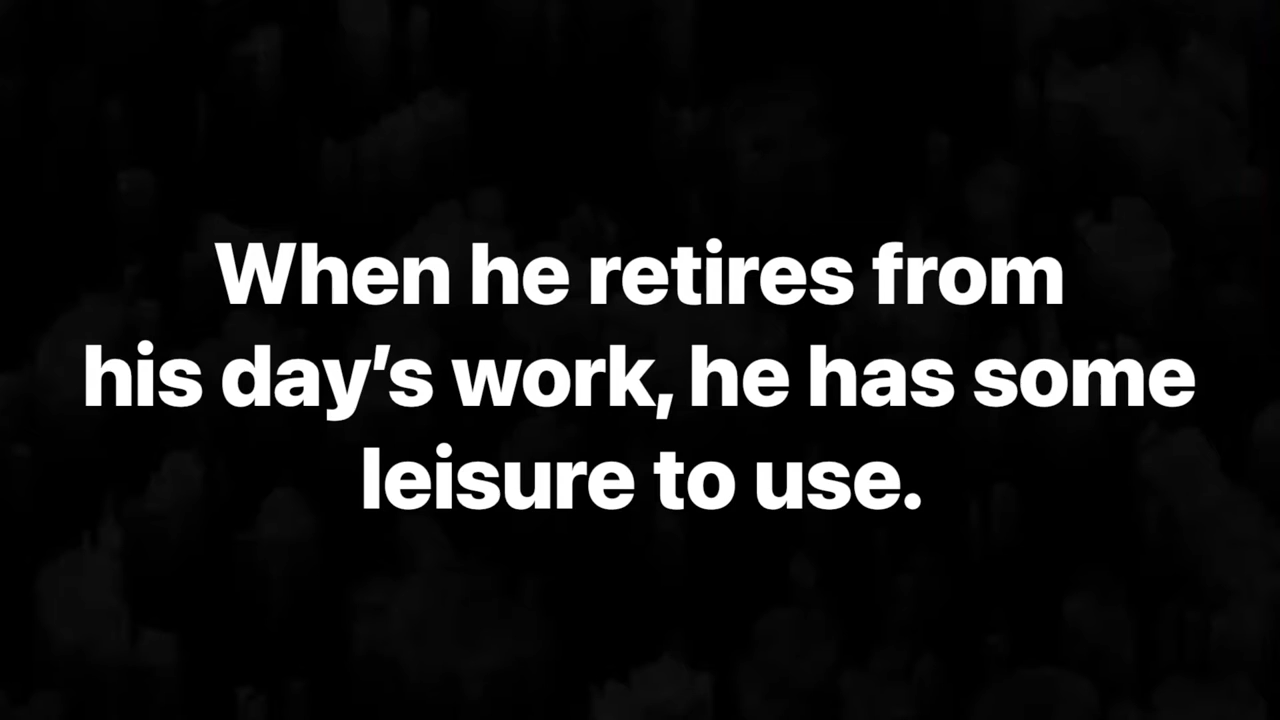 When he retires from
his day’s work, he has some
leisure to use.